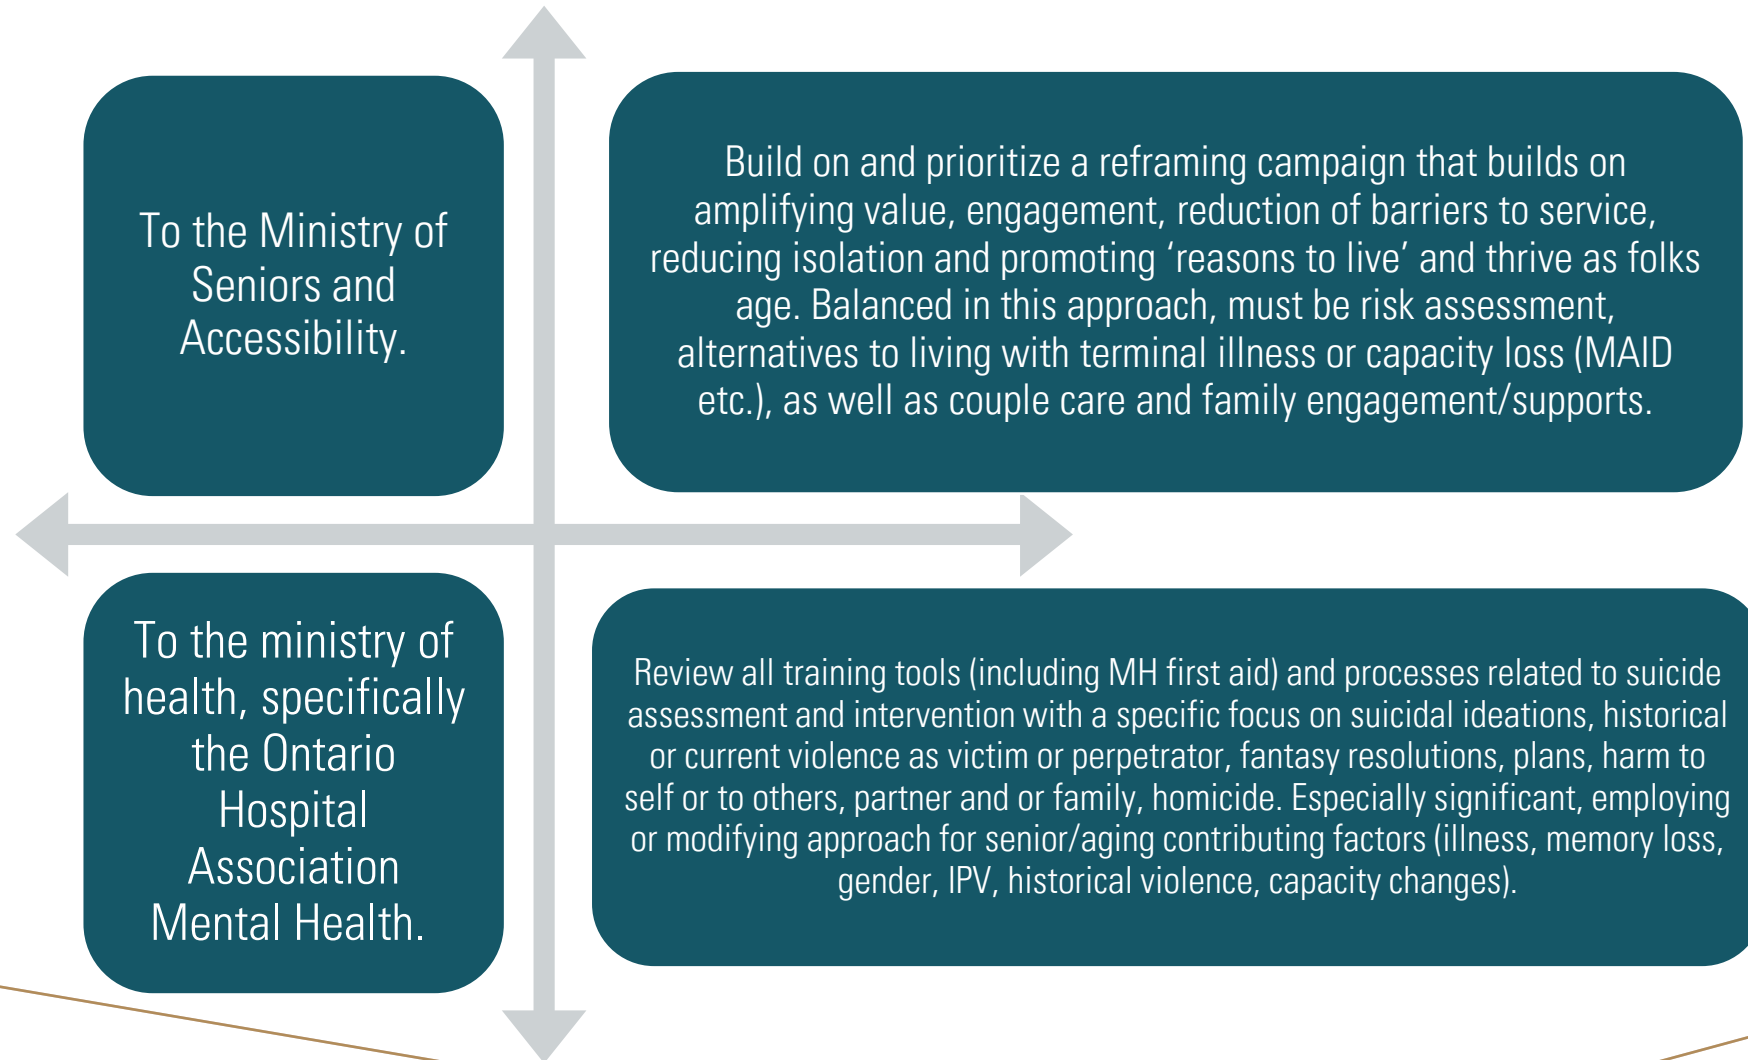 To the Ministry of
Seniors and
Accessibility.
Build on and prioritize a reframing campaign that builds on
amplifying value, engagement, reduction of barriers to service,
reducing isolation and promoting ‘reasons to live’ and thrive as folks
age. Balanced in this approach, must be risk assessment,
alternatives to living with terminal illness or capacity loss (MAID
etc.), as well as couple care and family engagement/supports.
To the ministry of
health, specifically
the Ontario
Hospital
Association
Mental Health.
Review all training tools (including MH first aid) and processes related to suicide
assessment and intervention with a specific focus on suicidal ideations, historical
or current violence as victim or perpetrator, fantasy resolutions, plans, harm to
self or to others, partner and or family, homicide. Especially significant, employing
or modifying approach for senior/aging contributing factors (illness, memory loss,
gender, IPV, historical violence, capacity changes).